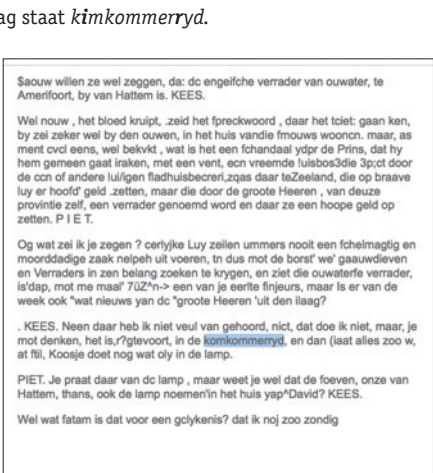 ag staat kimkommerryd.
$aouw willen ze wel zeggen, da: dc engeifche verrader van ouwater, te
Amerifoort, by van Hattem is. KEES.
Wel nouw , het bloed kruipt, .zeid het fpreckwoord , daar het tciet: gaan ken,
by zei zeker wel by den ouwen, in het huis vandie fmouws wooncn. maar, as
ment cvcl eens, wel bekvkt , wat is het een fchandaal ydpr de Prins, dat hy
hem gemeen gaat iraken, met een vent, ecn vreemde !uisbos3die 3p;ct door
de ccn of andere lui/igen fladhuisbecreri,zqas daar teZeeland, die op braave
luy er hoofd' geld .zetten, maar die door de groote Heeren , van deuze
provintie zelf, een verrader genoemd word en daar ze een hoope geld op
zetten. P I E T.
Og wat zei ik je zegen ? cerlyjke Luy zeilen ummers nooit een fchelmagtig en
moorddadige zaak nelpeh uit voeren, tn dus mot de borst' we' gaauwdieven
en Verraders in zen belang zoeken te krygen, en ziet die ouwaterfe verrader,
is'dap, mot me maal' 7üZ^n-> een van je eerlte finjeurs, maar ls er van de
week ook "wat nieuws yan dc "groote Heeren 'uit den ilaag?
. KEES. Neen daar heb ik niet veul van gehoord, nict, dat doe ik niet, maar, je
mot denken, het is,r?gtevoort, in de komkommerryd, en dan (iaat alles zoo w,
at ftil, Koosje doet nog wat oly in de lamp.
PIET. Je praat daar van dc lamp , maar weet je wel dat de foeven, onze van
Hattem, thans, ook de lamp noemen'in het huis yap^David? KEES.
Wel wat fatam is dat voor een gclykenis? dat ik noj zoo zondig